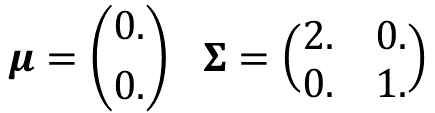 𝝁 = (0. 0.) 𝚺 = (2. 0. 0. 1.)